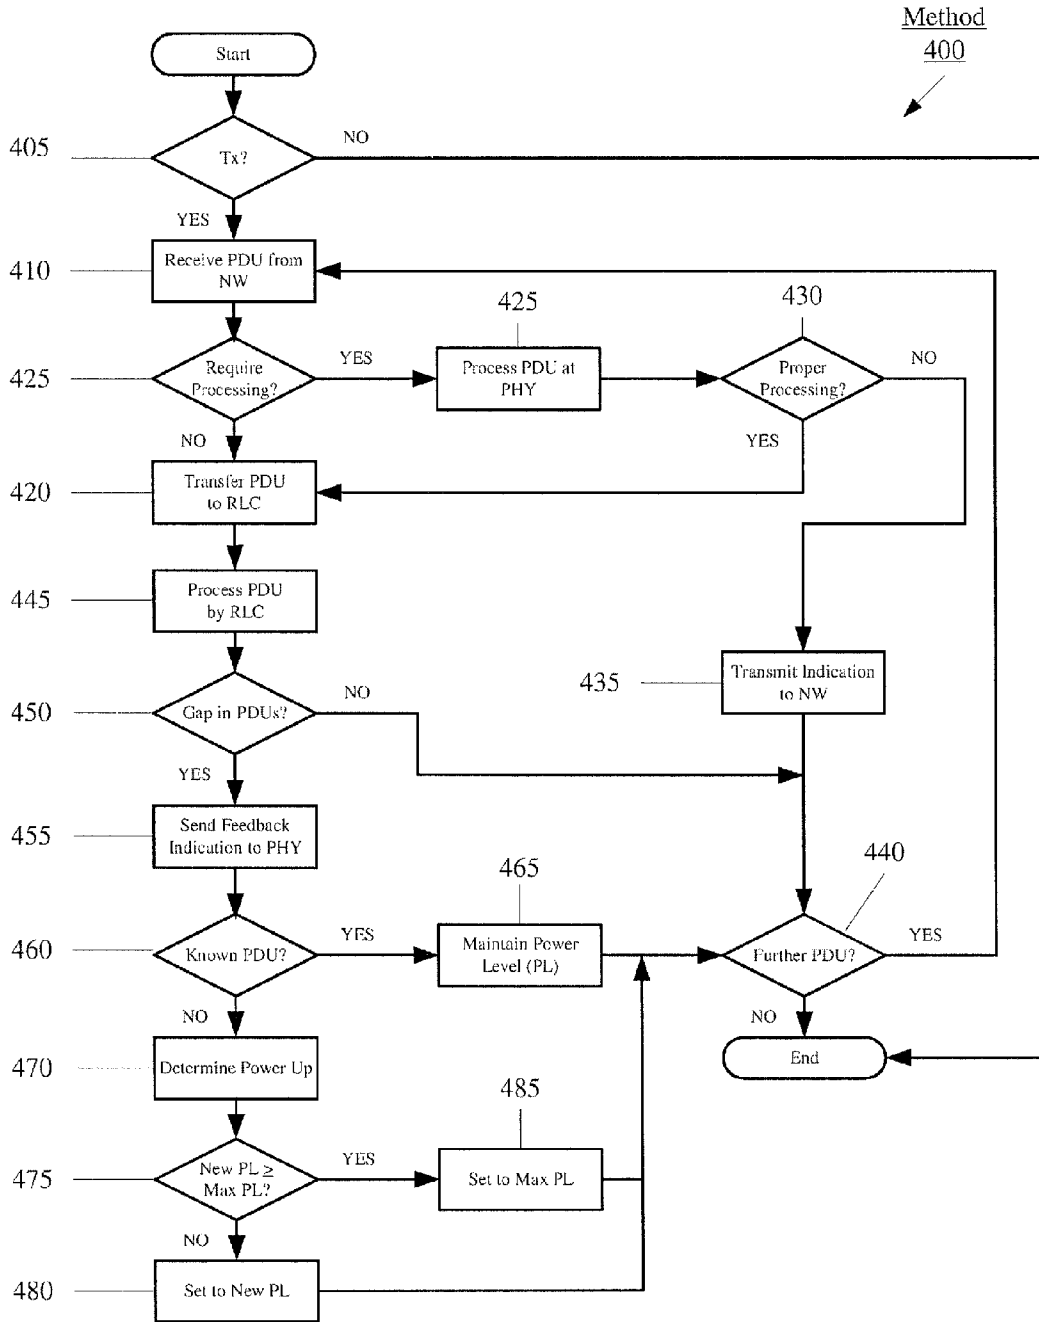 Method
400
Start
405
Tx?
NO
YES
410
Receive PDU from
NW
425
430
425
Require
Processing?
YES
Process PDU at
PHY
Proper
Processing?
NO
NO
YES
420
Transfer PDU
to RLC
445
Process PDU
by RLC
435
Transmit Indication
to NW
450
Gap in PDUs?
NO
YES
455
Send Feedback
Indication to PHY
465
440
460
Known PDU?
YES
Maintain Power
Level (PL)
Further PDU?
YES
NO
NO
470
Determine Power Up
End
485
475
New PL ≥
Max PL?
YES
Set to Max PL
NO
480
Set to New PL